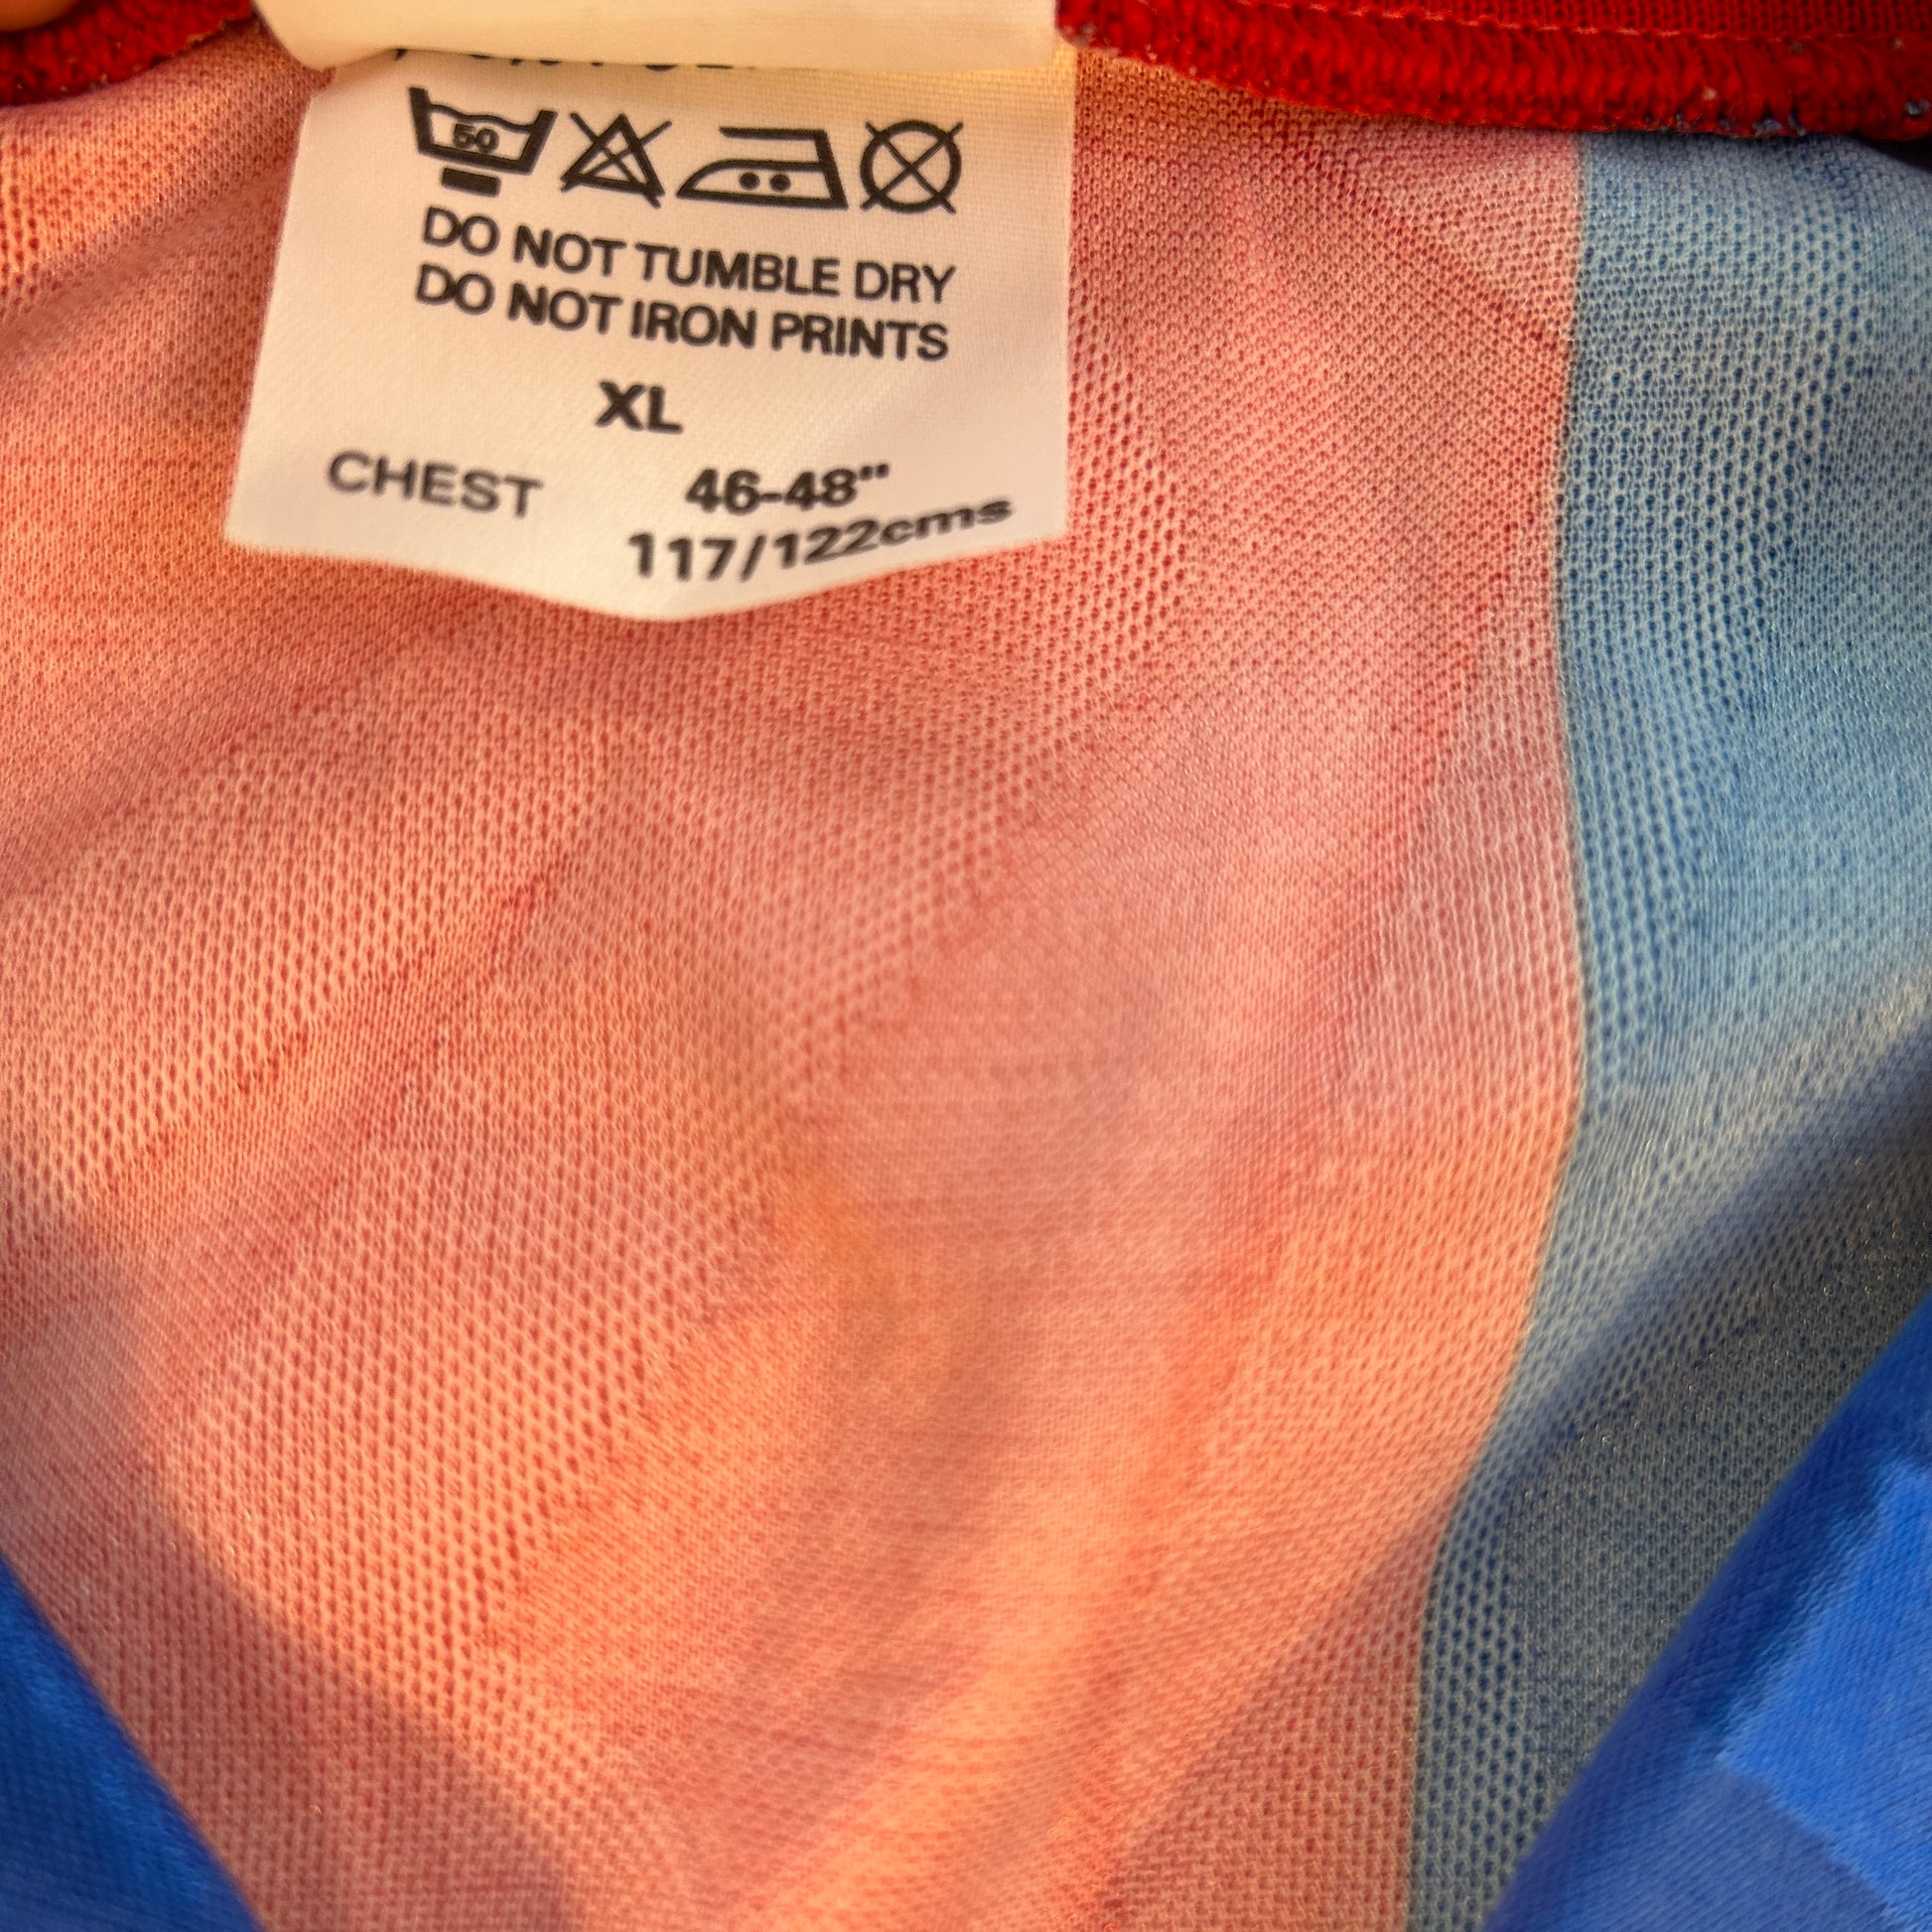 50
DO NOT TUMBLE DRY
DO NOT IRON PRINTS
XL
CHEST 46-48"
117/122cms